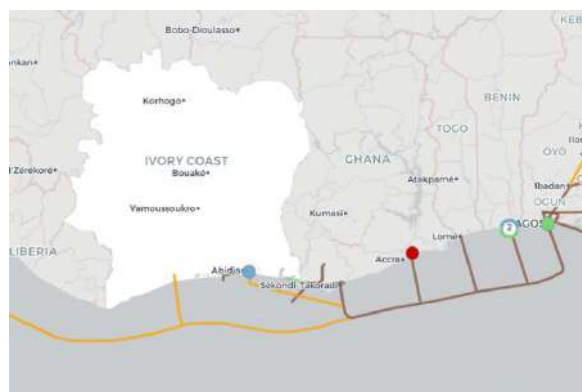 Bobo-Dioulasso
Korhogo
BENIN
TOGO
IVORY COAST
Bouaké
GHANA
OYO
Atakpamé
Ibadan
Yamoussoukro
Kumasi
OGUN
2
LAGOS
Lomé
LIBERIA
Accra
Abidjan
Sekondi-Takoradi